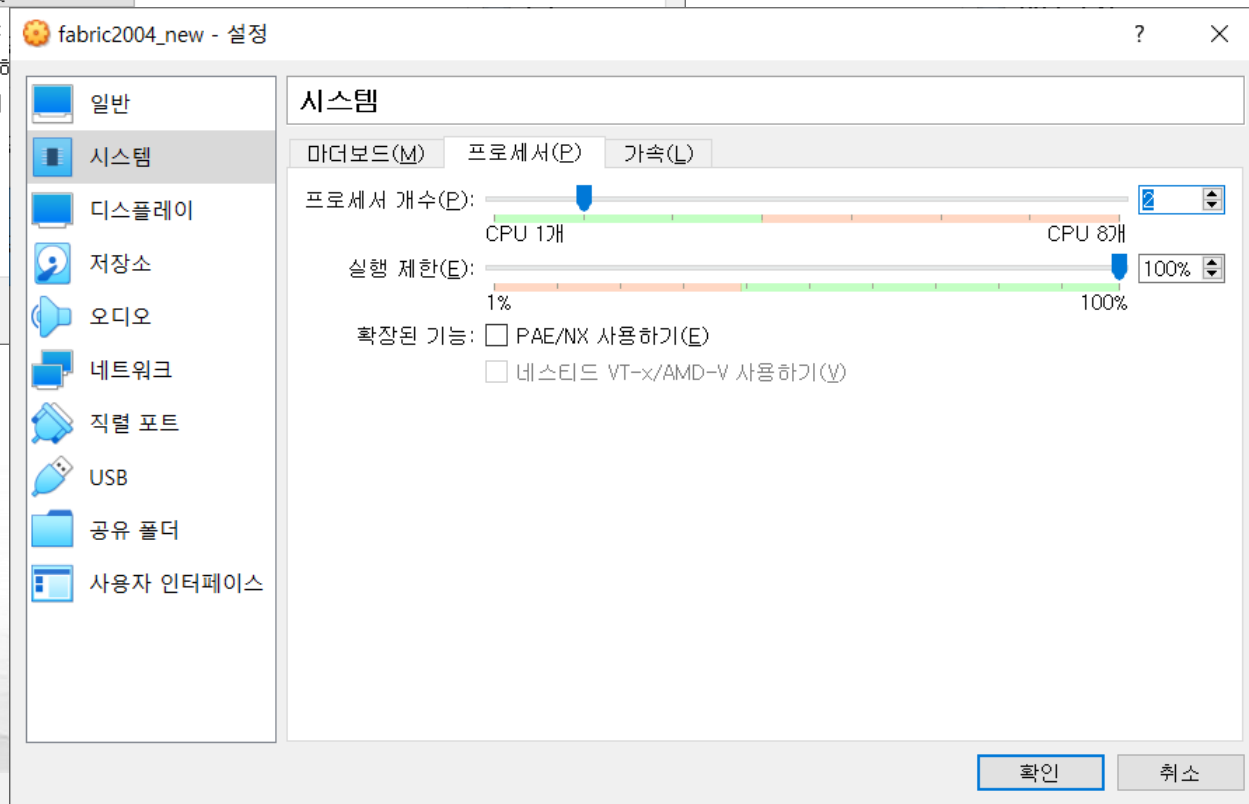 fabric2004_new - 설정
?
일반
시스템
디스플레이
저장소
오디오
네트워크
직렬 포트
USB
공유 폴더
사용자 인터페이스
시스템
마더보드(M) 프로세서(P) 가속(L)
프로세서 개수(P): 2
CPU 1개 CPU 8개
실행 제한(E): 100%
1% 100%
확장된 기능: PAE/NX 사용하기(E)
네스티드 VT-x/AMD-V 사용하기(V)
확인 취소